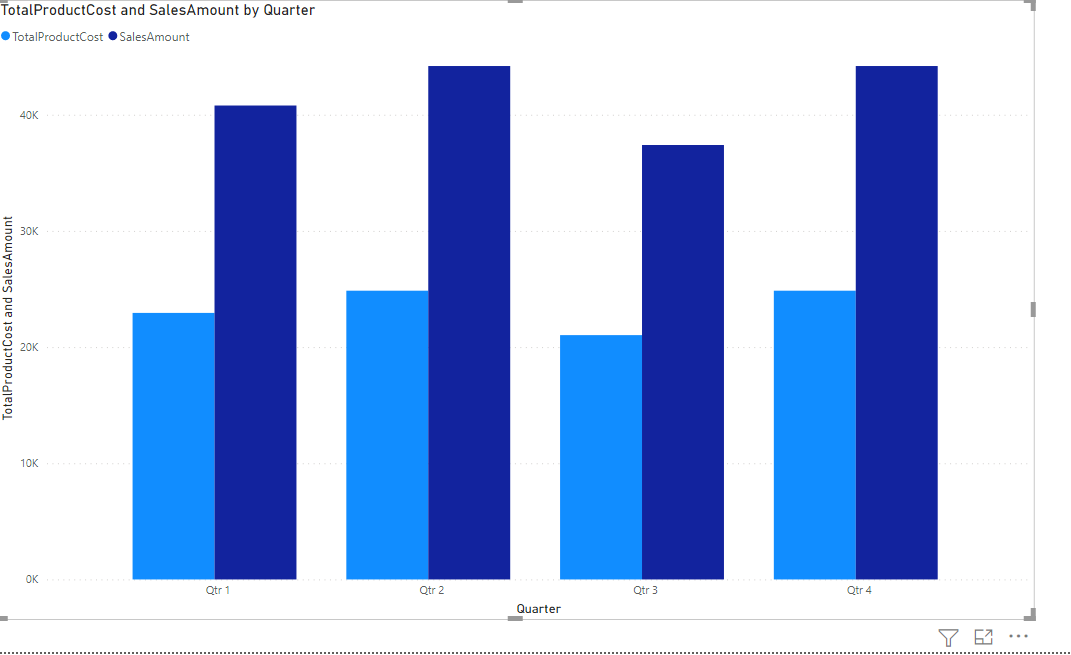 TotalProductCost and SalesAmount by Quarter
TotalProductCost SalesAmount
40K
30K
20K
10K
0K
TotalProductCost and SalesAmount
Qtr 1 Qtr 2 Qtr 3 Qtr 4
Quarter